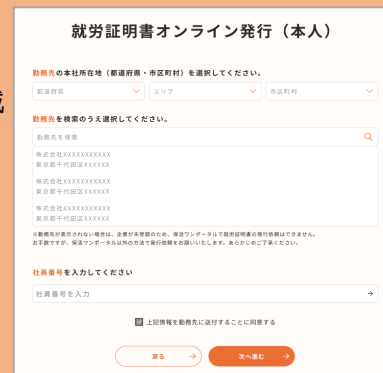 就労証明書オンライン発行（本人）
勤務先の本社所在地（都道府県・市区町村）を選択してください。
都道府県 エリア 市区町村
勤務先を検索のうえ選択してください。
勤務先を検索
株式会社XXXXXXXXXXX
東京都千代田区XXXXXX
株式会社XXXXXXXXXXX
東京都千代田区XXXXXX
株式会社XXXXXXXXXXX
東京都千代田区XXXXXX
※勤務先が表示されない場合は、企業が未登録のため、保活ワンポータルで就労証明書の発行依頼はできません。
お手数ですが、保活ワンポータル以外の方法で発行依頼をお願いいたします。あらかじめご了承ください。
社員番号を入力してください
社員番号を入力
上記情報を勤務先に送付することに同意する
戻る 次へ進む